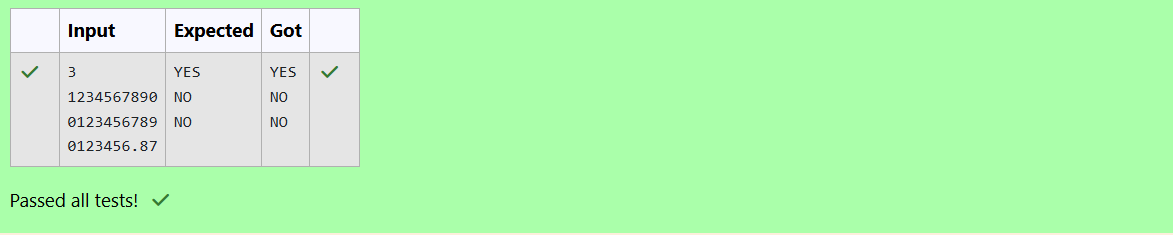 Input Expected Got
3 YES YES
1234567890 NO NO
0123456789 NO NO
0123456.87
Passed all tests!